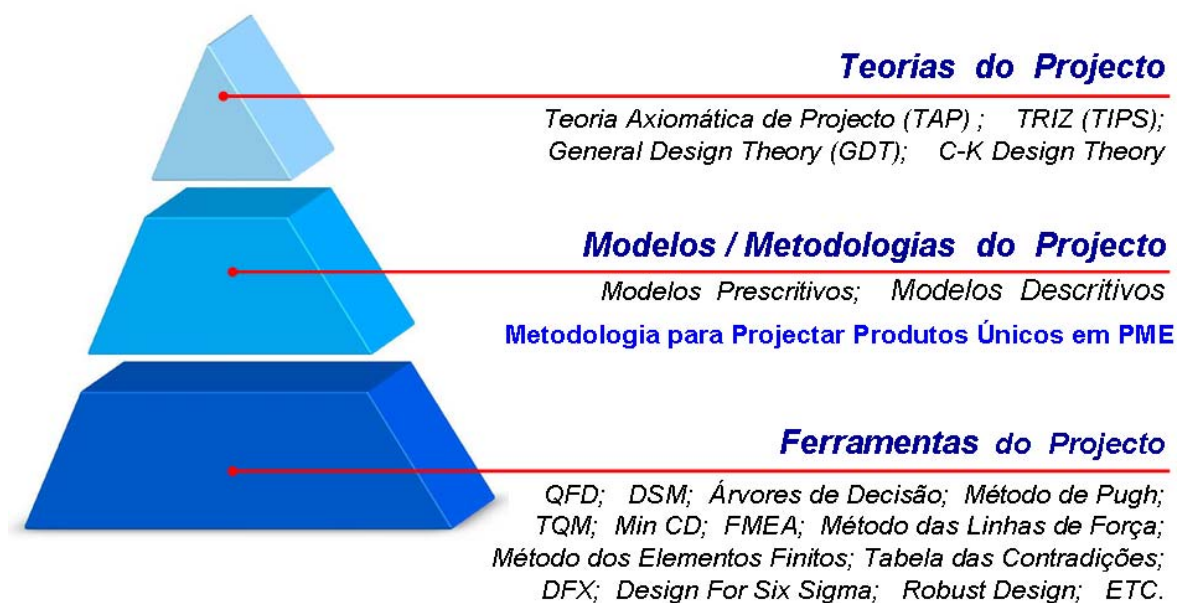 Teorias do Projecto
Teoria Axiomática de Projecto (TAP) ; TRIZ (TIPS);
General Design Theory (GDT); C-K Design Theory
Modelos / Metodologias do Projecto
Modelos Prescritivos; Modelos Descritivos
Metodologia para Projectar Produtos Únicos em PME
Ferramentas do Projecto
QFD; DSM; Árvores de Decisão; Método de Pugh;
TQM; Min CD; FMEA; Método das Linhas de Força;
Método dos Elementos Finitos; Tabela das Contradições;
DFX; Design For Six Sigma; Robust Design; ETC.